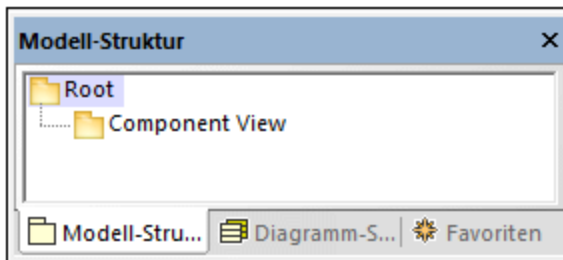 Modell-Struktur
Root
Component View
Modell-Stru... Diagramm-S... Favoriten